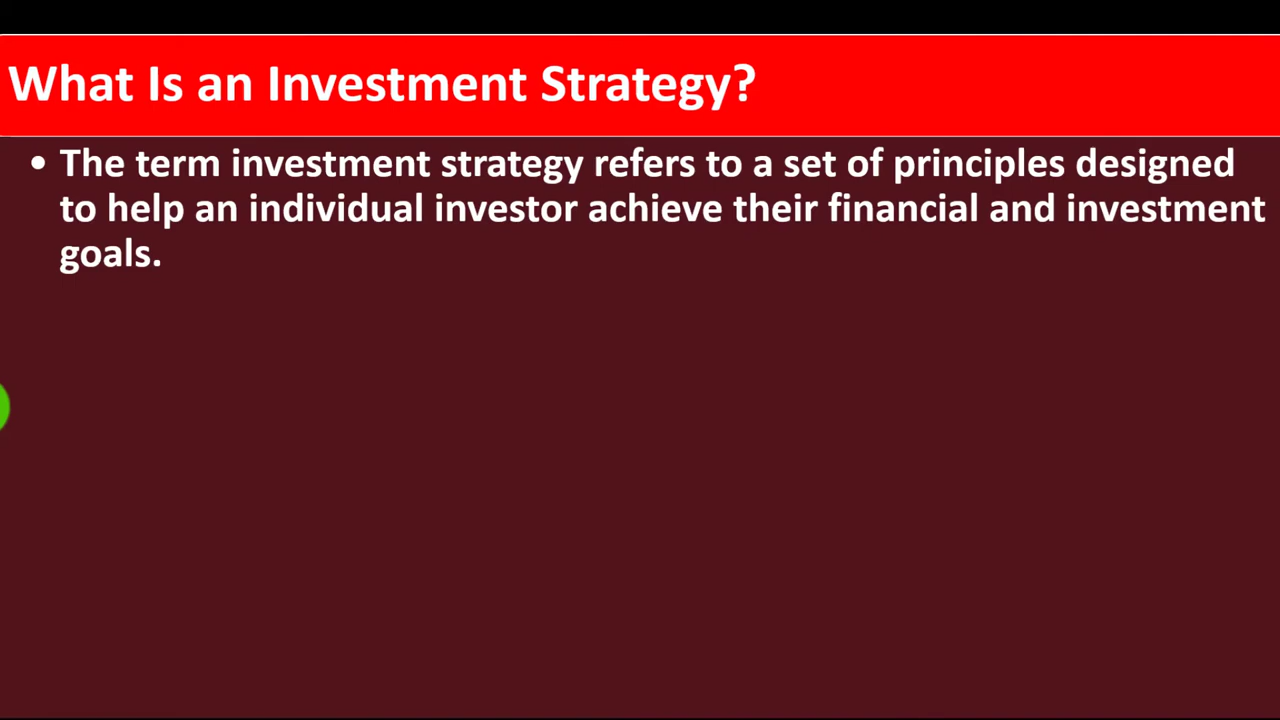 What Is an Investment Strategy?
• The term investment strategy refers to a set of principles designed
to help an individual investor achieve their financial and investment
goals.